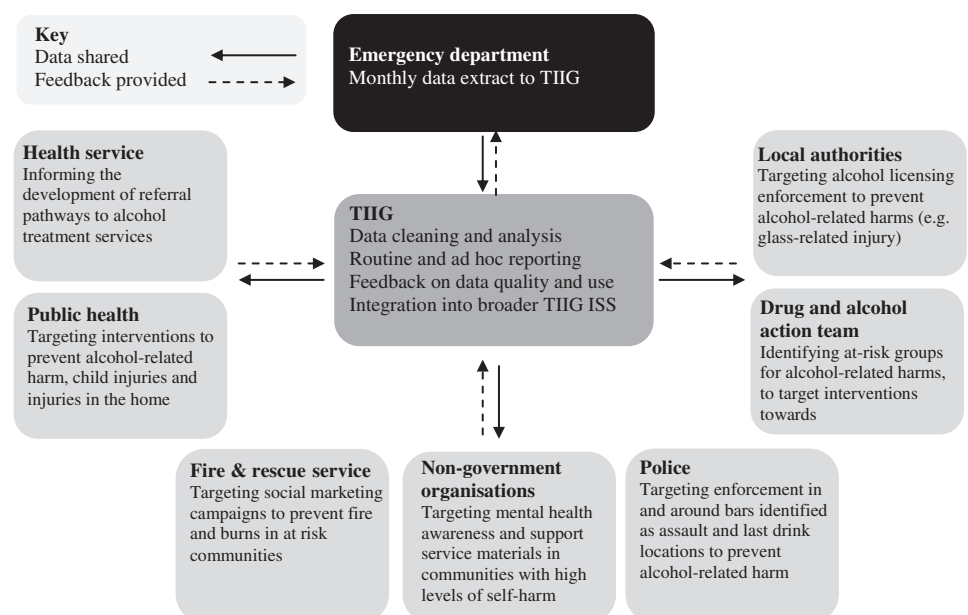 Key
Data shared
Feedback provided
Emergency department
Monthly data extract to TIIG
Health service
Informing the
development of referral
pathways to alcohol
treatment services
Local authorities
Targeting alcohol licensing
enforcement to prevent
alcohol-related harms (e.g.
glass-related injury)
TIIG
Data cleaning and analysis
Routine and ad hoc reporting
Feedback on data quality and use
Integration into broader TIIG ISS
Public health
Targeting interventions to
prevent alcohol-related
harm, child injuries and
injuries in the home
Drug and alcohol
action team
Identifying at-risk groups
for alcohol-related harms,
to target interventions
towards
Fire & rescue service
Targeting social marketing
campaigns to prevent fire
and burns in at risk
communities
Non-government
organisations
Targeting mental health
awareness and support
service materials in
communities with high
levels of self-harm
Police
Targeting enforcement in
and around bars identified
as assault and last drink
locations to prevent
alcohol-related harm